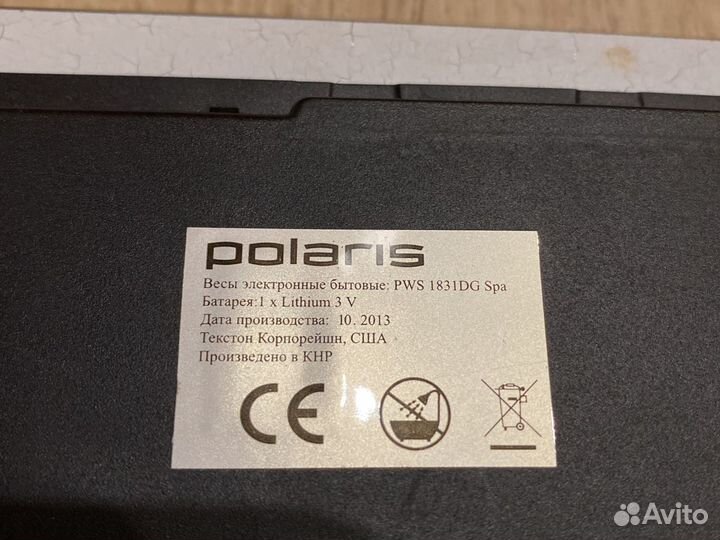 polaris
Весы электронные бытовые: PWS 1831DG Spa
Батарея:1 x Lithium 3 V
Дата производства: 10. 2013
Текстон Корпорейшн, США
Произведено в КНР
CE
Avito